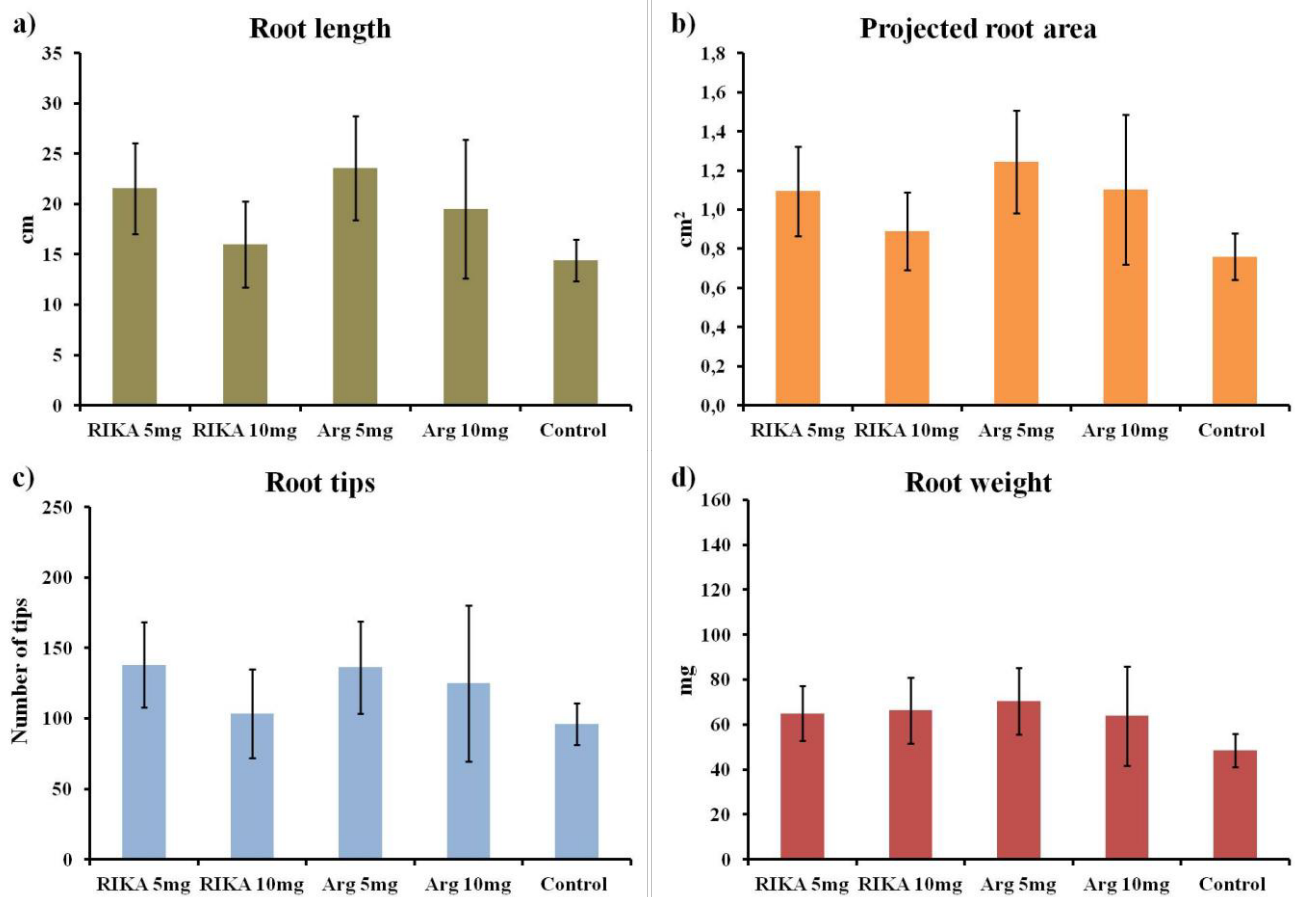 a)
Root length
35
30
25
20
15
10
5
0
cm
RIKA 5mg RIKA 10mg Arg 5mg Arg 10mg Control
b)
Projected root area
1,8
1,6
1,4
1,2
1,0
0,8
0,6
0,4
0,2
0,0
cm²
RIKA 5mg RIKA 10mg Arg 5mg Arg 10mg Control
c)
Root tips
250
200
150
100
50
0
Number of tips
RIKA 5mg RIKA 10mg Arg 5mg Arg 10mg Control
d)
Root weight
160
140
120
100
80
60
40
20
0
mg
RIKA 5mg RIKA 10mg Arg 5mg Arg 10mg Control